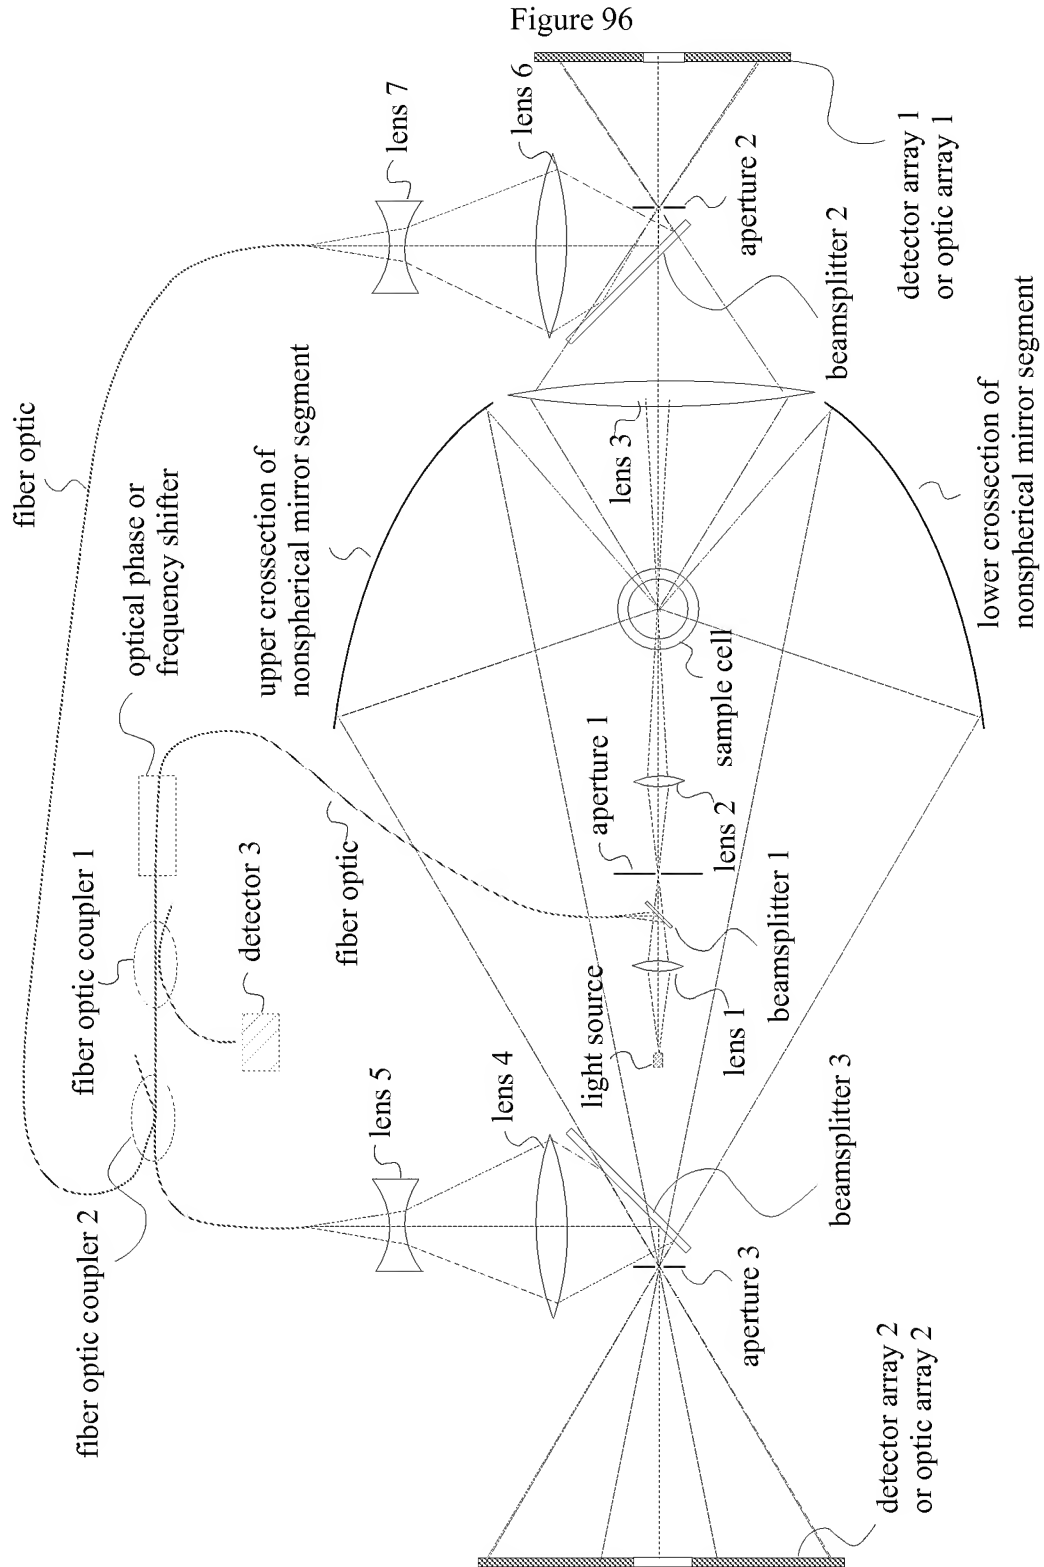 Figure 96
lens 7
lens 6
aperture 2
detector array 1
or optic array 1
beamsplitter 2
fiber optic
optical phase or
frequency shifter
upper crossection of
nonspherical mirror segment
lens 3
lower crossection of
nonspherical mirror segment
sample cell
aperture 1
lens 2
fiber optic coupler 1
detector 3
fiber optic
beamsplitter 1
light source
lens 1
fiber optic coupler 2
lens 5
lens 4
beamsplitter 3
aperture 3
detector array 2
or optic array 2